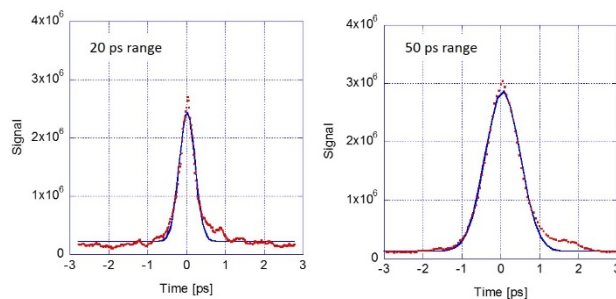 4x10⁶
20 ps range
3x10⁶
Signal
2x10⁶
1x10⁶
0
-3 -2 -1 0 1 2 3
Time [ps]
4x10⁶
50 ps range
3x10⁶
Signal
2x10⁶
1x10⁶
0
-3 -2 -1 0 1 2 3
Time [ps]